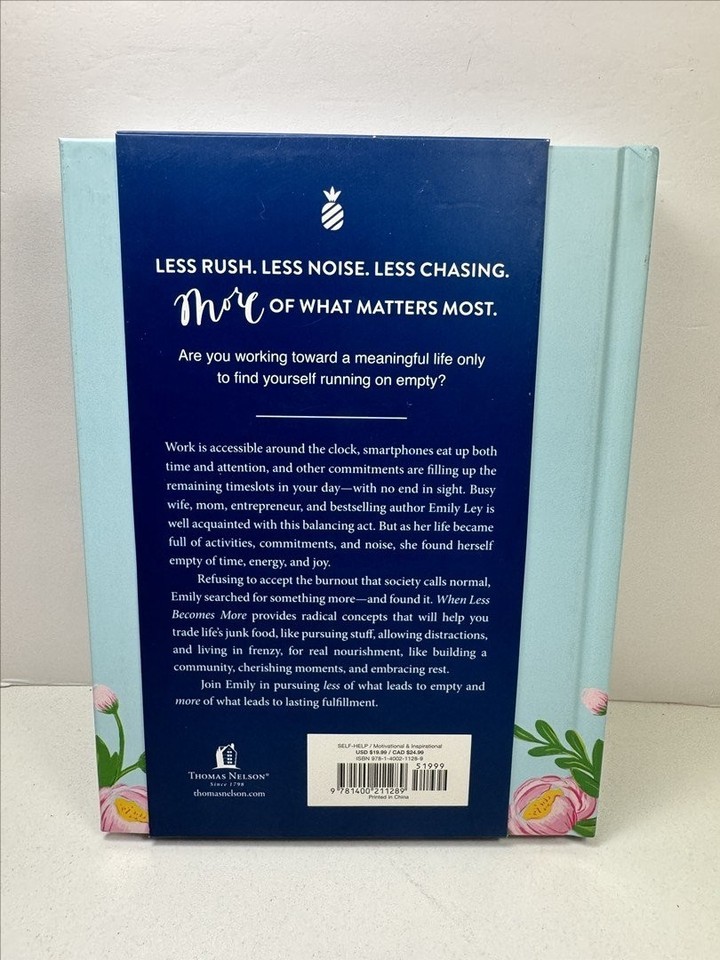 LESS RUSH. LESS NOISE. LESS CHASING.
More OF WHAT MATTERS MOST.
Are you working toward a meaningful life only
to find yourself running on empty?
Work is accessible around the clock, smartphones eat up both
time and attention, and other commitments are filling up the
remaining timeslots in your day—with no end in sight. Busy
wife, mom, entrepreneur, and bestselling author Emily Ley is
well acquainted with this balancing act. But as her life became
full of activities, commitments, and noise, she found herself
empty of time, energy, and joy.
Refusing to accept the burnout that society calls normal,
Emily searched for something more—and found it. When Less
Becomes More provides radical concepts that will help you
trade life's junk food, like pursuing stuff, allowing distractions,
and living in frenzy, for real nourishment, like building a
community, cherishing moments, and embracing rest.
Join Emily in pursuing less of what leads to empty and
more of what leads to lasting fulfillment.
THOMAS NELSON®
Since 1798
thomasnelson.com
SELF-HELP / Motivational & Inspirational
USD $19.99 / CAD $24.99
ISBN 978-1-4002-1128-9
51999
9 781400 211289
Printed in China